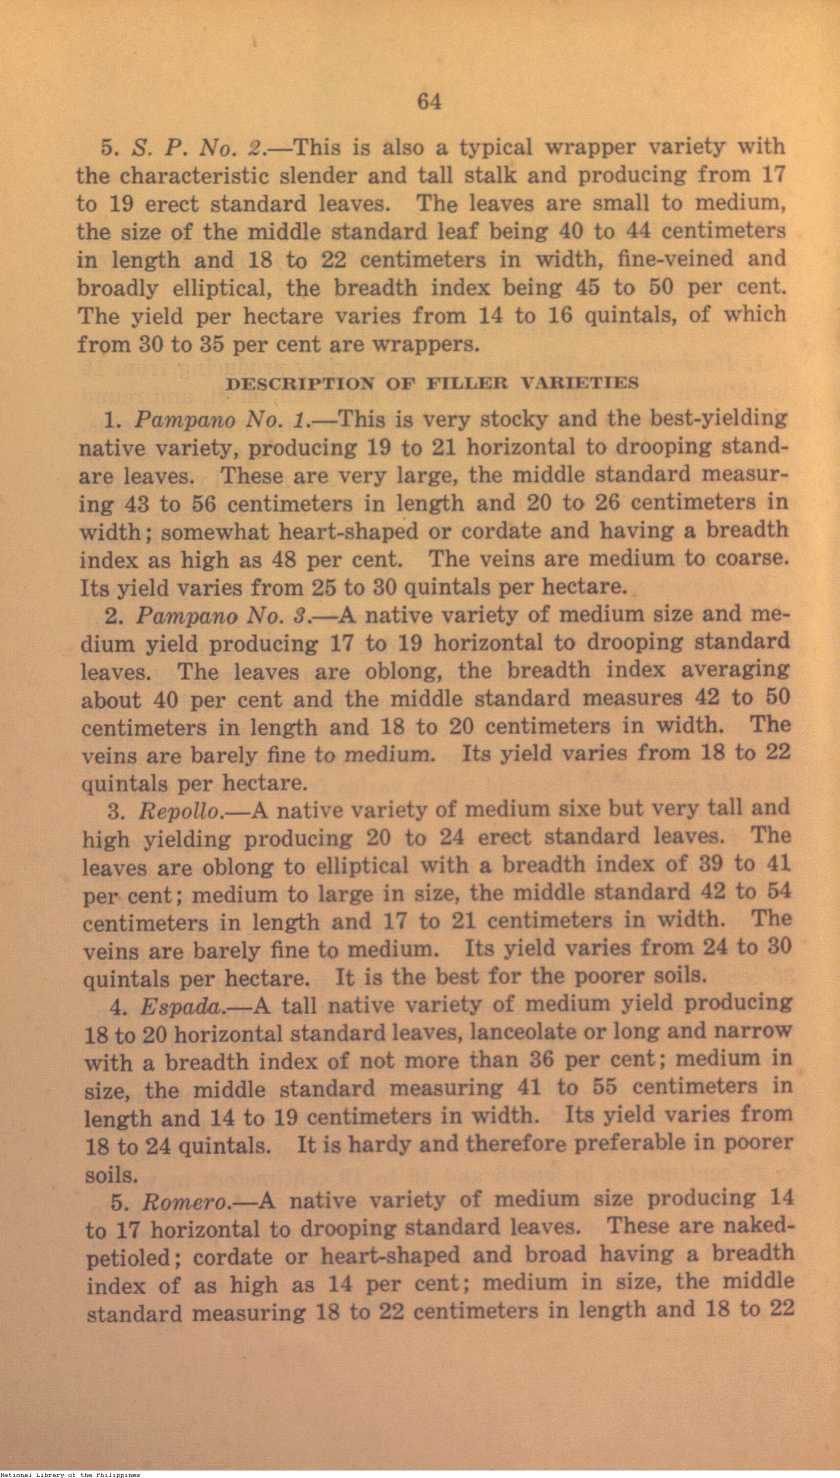 64
5. S. P. No. 2.—This is also a typical wrapper variety with
the characteristic slender and tall stalk and producing from 17
to 19 erect standard leaves. The leaves are small to medium,
the size of the middle standard leaf being 40 to 44 centimeters
in length and 18 to 22 centimeters in width, fine-veined and
broadly elliptical, the breadth index being 45 to 50 per cent.
The yield per hectare varies from 14 to 16 quintals, of which
from 30 to 35 per cent are wrappers.
DESCRIPTION OF FILLER VARIETIES
1. Pampano No. 1.—This is very stocky and the best-yielding
native variety, producing 19 to 21 horizontal to drooping stand-
are leaves. These are very large, the middle standard measur-
ing 43 to 56 centimeters in length and 20 to 26 centimeters in
width; somewhat heart-shaped or cordate and having a breadth
index as high as 48 per cent. The veins are medium to coarse.
Its yield varies from 25 to 30 quintals per hectare.
2. Pampano No. 3.—A native variety of medium size and me-
dium yield producing 17 to 19 horizontal to drooping standard
leaves. The leaves are oblong, the breadth index averaging
about 40 per cent and the middle standard measures 42 to 50
centimeters in length and 18 to 20 centimeters in width. The
veins are barely fine to medium. Its yield varies from 18 to 22
quintals per hectare.
3. Repollo.—A native variety of medium sixe but very tall and
high yielding producing 20 to 24 erect standard leaves. The
leaves are oblong to elliptical with a breadth index of 39 to 41
per cent; medium to large in size, the middle standard 42 to 54
centimeters in length and 17 to 21 centimeters in width. The
veins are barely fine to medium. Its yield varies from 24 to 30
quintals per hectare. It is the best for the poorer soils.
4. Espada.—A tall native variety of medium yield producing
18 to 20 horizontal standard leaves, lanceolate or long and narrow
with a breadth index of not more than 36 per cent; medium in
size, the middle standard measuring 41 to 55 centimeters in
length and 14 to 19 centimeters in width. Its yield varies from
18 to 24 quintals. It is hardy and therefore preferable in poorer
soils.
5. Romero.—A native variety of medium size producing 14
to 17 horizontal to drooping standard leaves. These are naked-
petioled; cordate or heart-shaped and broad having a breadth
index of as high as 14 per cent; medium in size, the middle
standard measuring 18 to 22 centimeters in length and 18 to 22
National Library of the Philippines